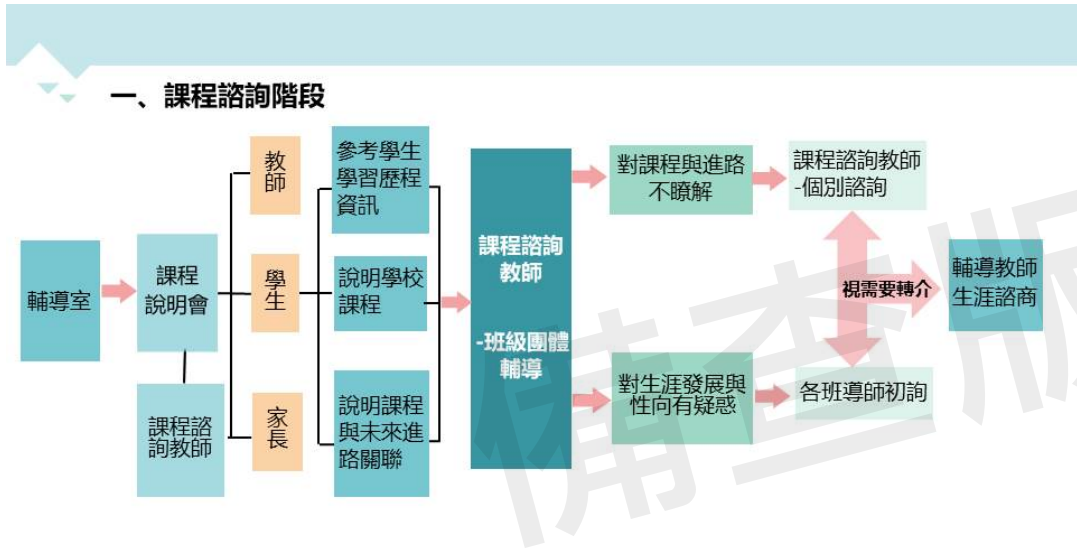 一、課程諮詢階段
輔導室
課程
說明會
課程諮
詢教師
教
師
學
生
家
長
參考學生
學習歷程
資訊
說明學校
課程
說明課程
與未來進
路關聯
課程諮詢
教師
-班級團體
輔導
對課程與進路
不瞭解
課程諮詢教師
-個別諮詢
對生涯發展與
性向有疑惑
各班導師初詢
視需要轉介
輔導教師
生涯諮商
備查版